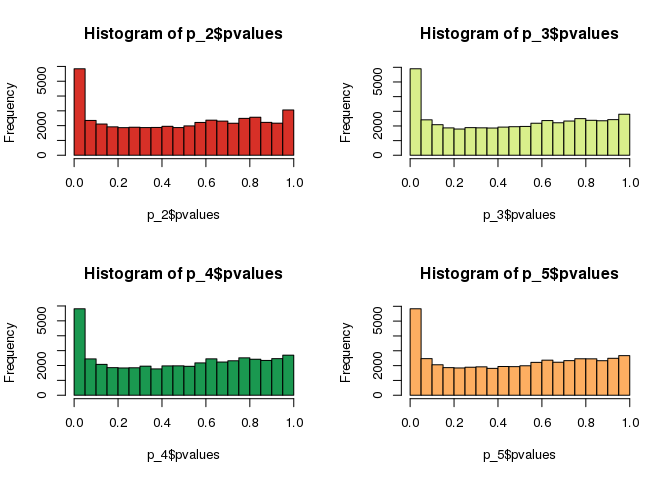 Histogram of p_2$pvalues
Frequency
0 2000 5000
0.0 0.2 0.4 0.6 0.8 1.0
p_2$pvalues
Histogram of p_3$pvalues
Frequency
0 2000 5000
0.0 0.2 0.4 0.6 0.8 1.0
p_3$pvalues
Histogram of p_4$pvalues
Frequency
0 2000 5000
0.0 0.2 0.4 0.6 0.8 1.0
p_4$pvalues
Histogram of p_5$pvalues
Frequency
0 2000 5000
0.0 0.2 0.4 0.6 0.8 1.0
p_5$pvalues